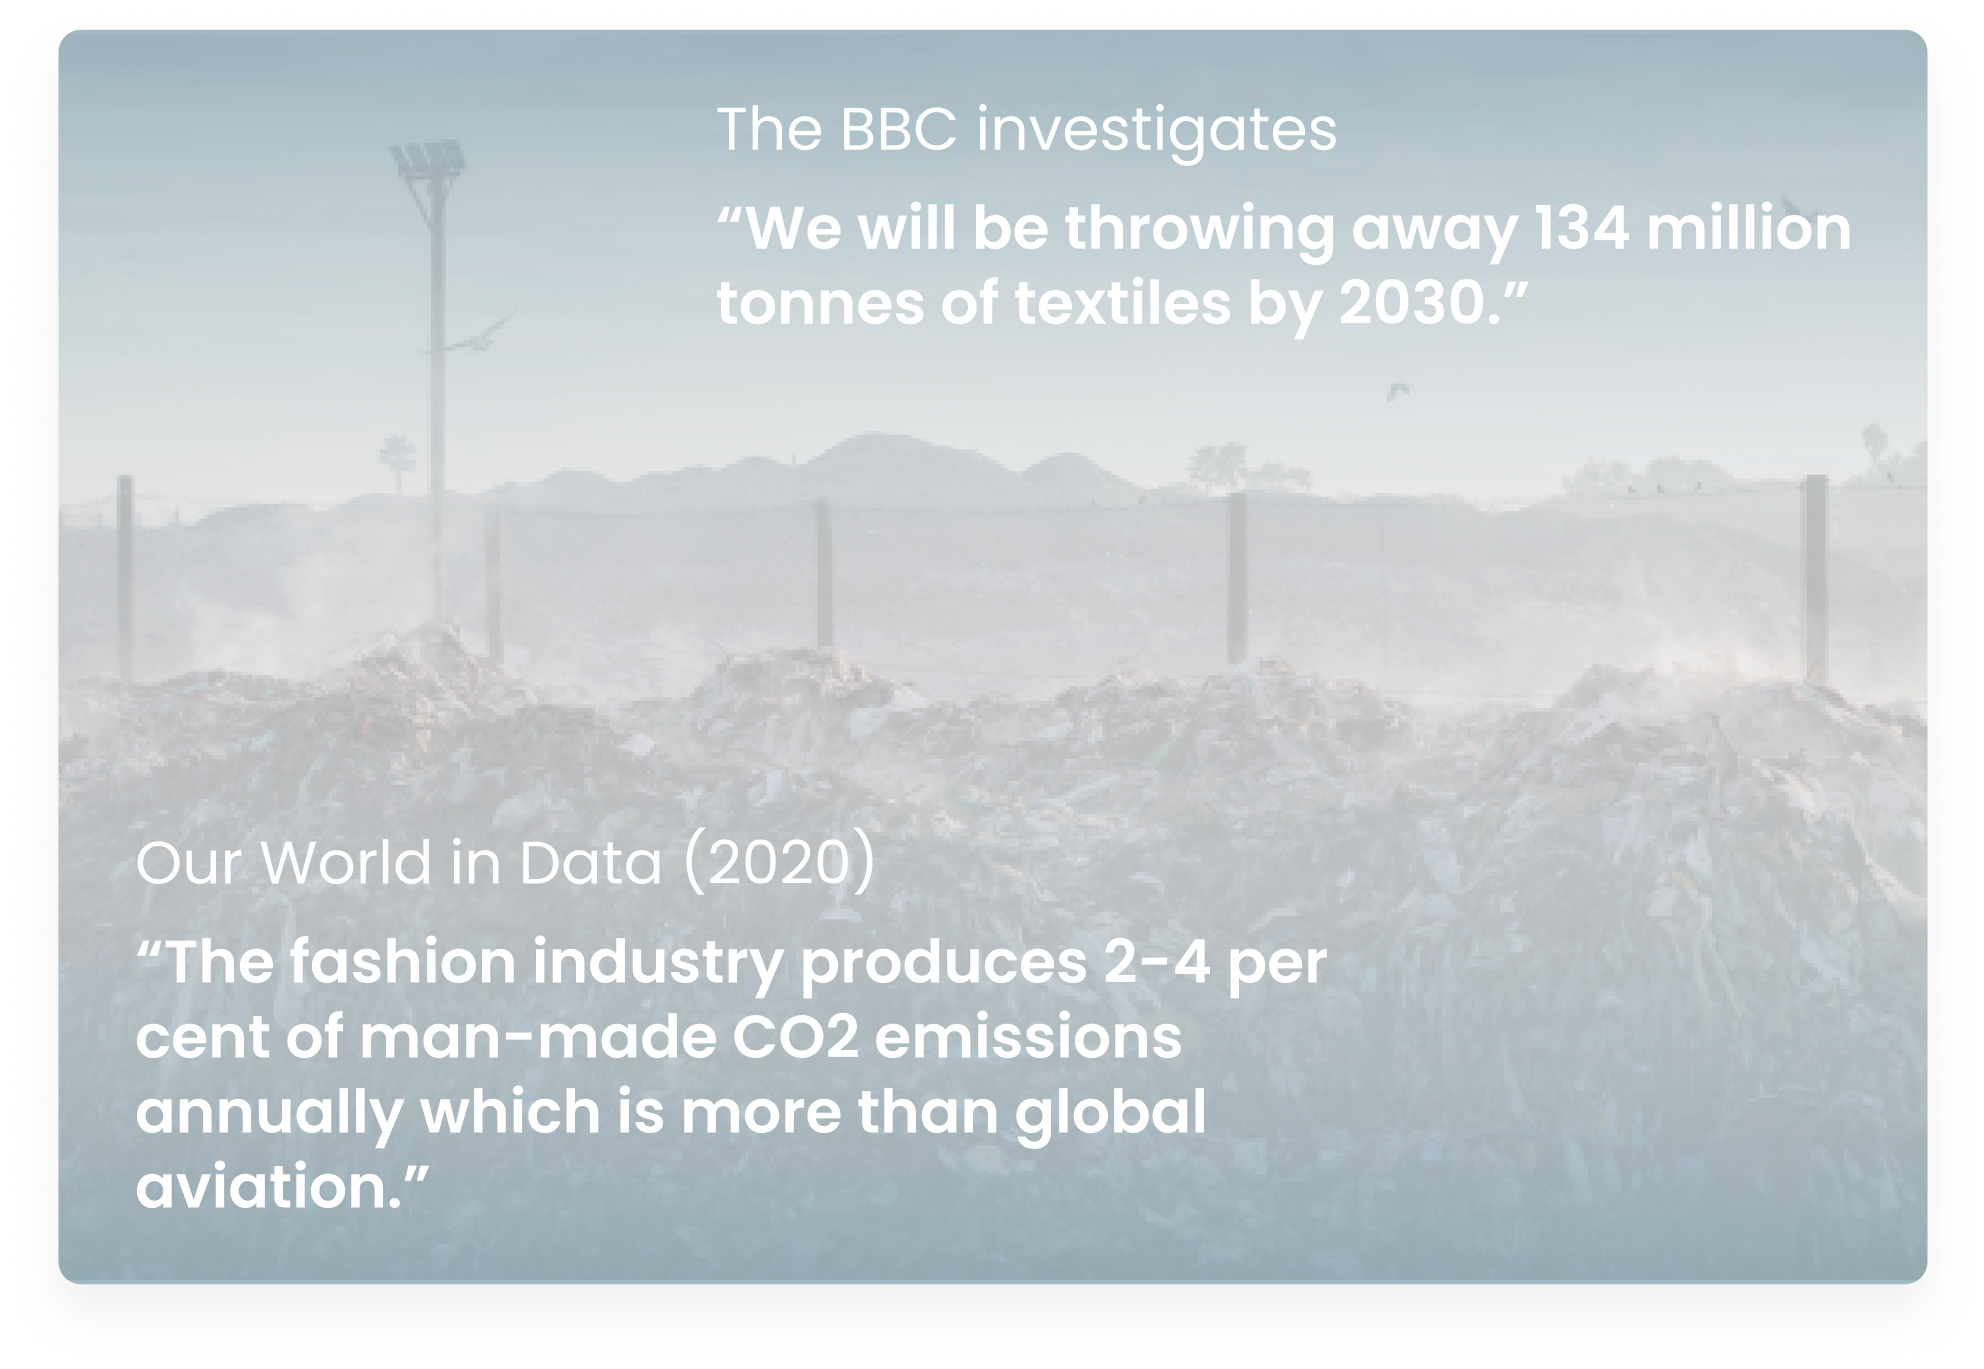 The BBC investigates
“We will be throwing away 134 million
tonnes of textiles by 2030.”
Our World in Data (2020)
“The fashion industry produces 2-4 per
cent of man-made CO2 emissions
annually which is more than global
aviation.”